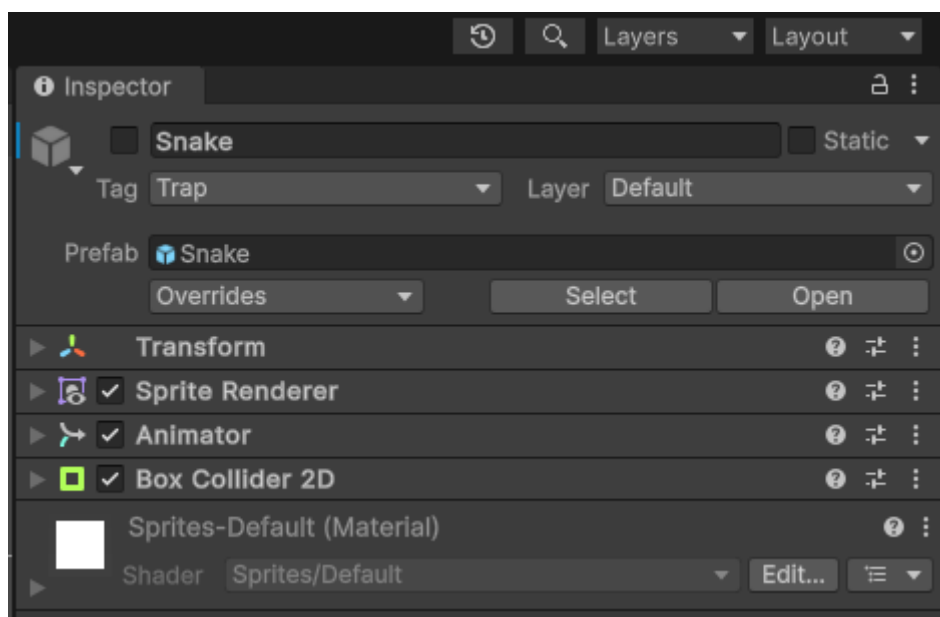 Layers Layout
Inspector
Snake Static
Tag Trap Layer Default
Prefab Snake
Overrides Select Open
Transform
Sprite Renderer
Animator
Box Collider 2D
Sprites-Default (Material)
Shader Sprites/Default Edit...